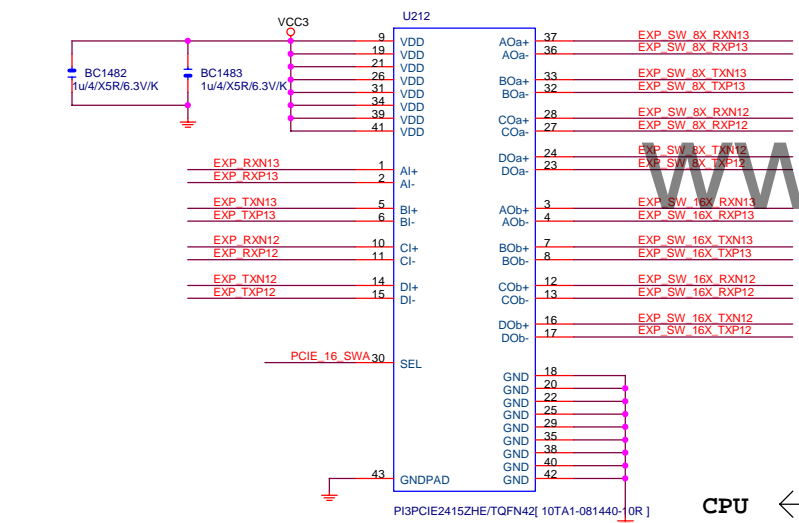 U212
VCC3
BC1482
1u/4/X5R/6.3V/K
BC1483
1u/4/X5R/6.3V/K
9 VDD
19 VDD
21 VDD
26 VDD
31 VDD
34 VDD
39 VDD
41 VDD
EXP_RXN13 1 AI+
EXP_RXP13 2 AI-
EXP_TXN13 5 BI+
EXP_TXP13 6 BI-
EXP_RXN12 10 CI+
EXP_RXP12 11 CI-
EXP_TXN12 14 DI+
EXP_TXP12 15 DI-
PCIE_16_SWA 30 SEL
43 GNDPAD
AOa+ 37 EXP_SW_8X_RXN13
AOa- 36 EXP_SW_8X_RXP13
BOa+ 33 EXP_SW_8X_TXN13
BOa- 32 EXP_SW_8X_TXP13
COa+ 28 EXP_SW_8X_RXN12
COa- 27 EXP_SW_8X_RXP12
DOa+ 24 EXP_SW_8X_TXN12
DOa- 23 EXP_SW_8X_TXP12
AOb+ 3 EXP_SW_16X_RXN13
AOb- 4 EXP_SW_16X_RXP13
BOb+ 7 EXP_SW_16X_TXN13
BOb- 8 EXP_SW_16X_TXP13
COb+ 12 EXP_SW_16X_RXN12
COb- 13 EXP_SW_16X_RXP12
DOb+ 16 EXP_SW_16X_TXN12
DOb- 17 EXP_SW_16X_TXP12
GND 18
GND 20
GND 22
GND 25
GND 29
GND 35
GND 38
GND 40
GND 42
PI3PCIE2415ZHE/TQFN42[ 10TA1-081440-10R ]
CPU